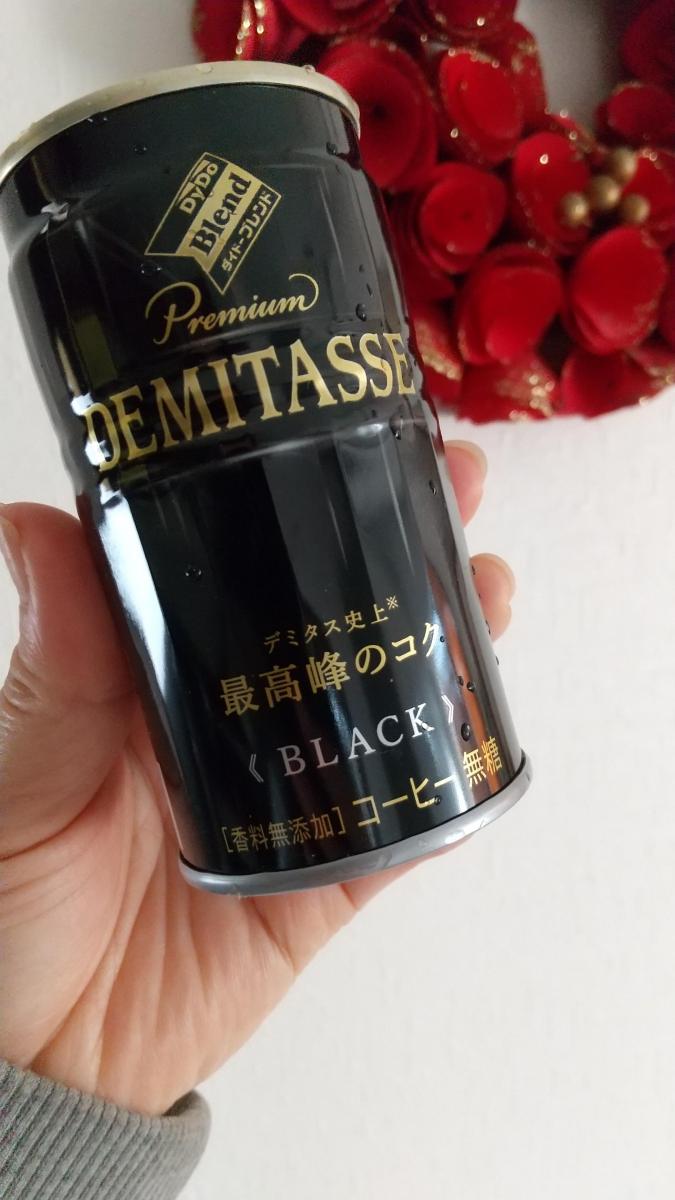 DyDo
Blend
ダイドーブレンド
Premium
DEMITASSE
デミタス史上※
最高峰のコク
《BLACK》
[香料無添加] コーヒー 無糖